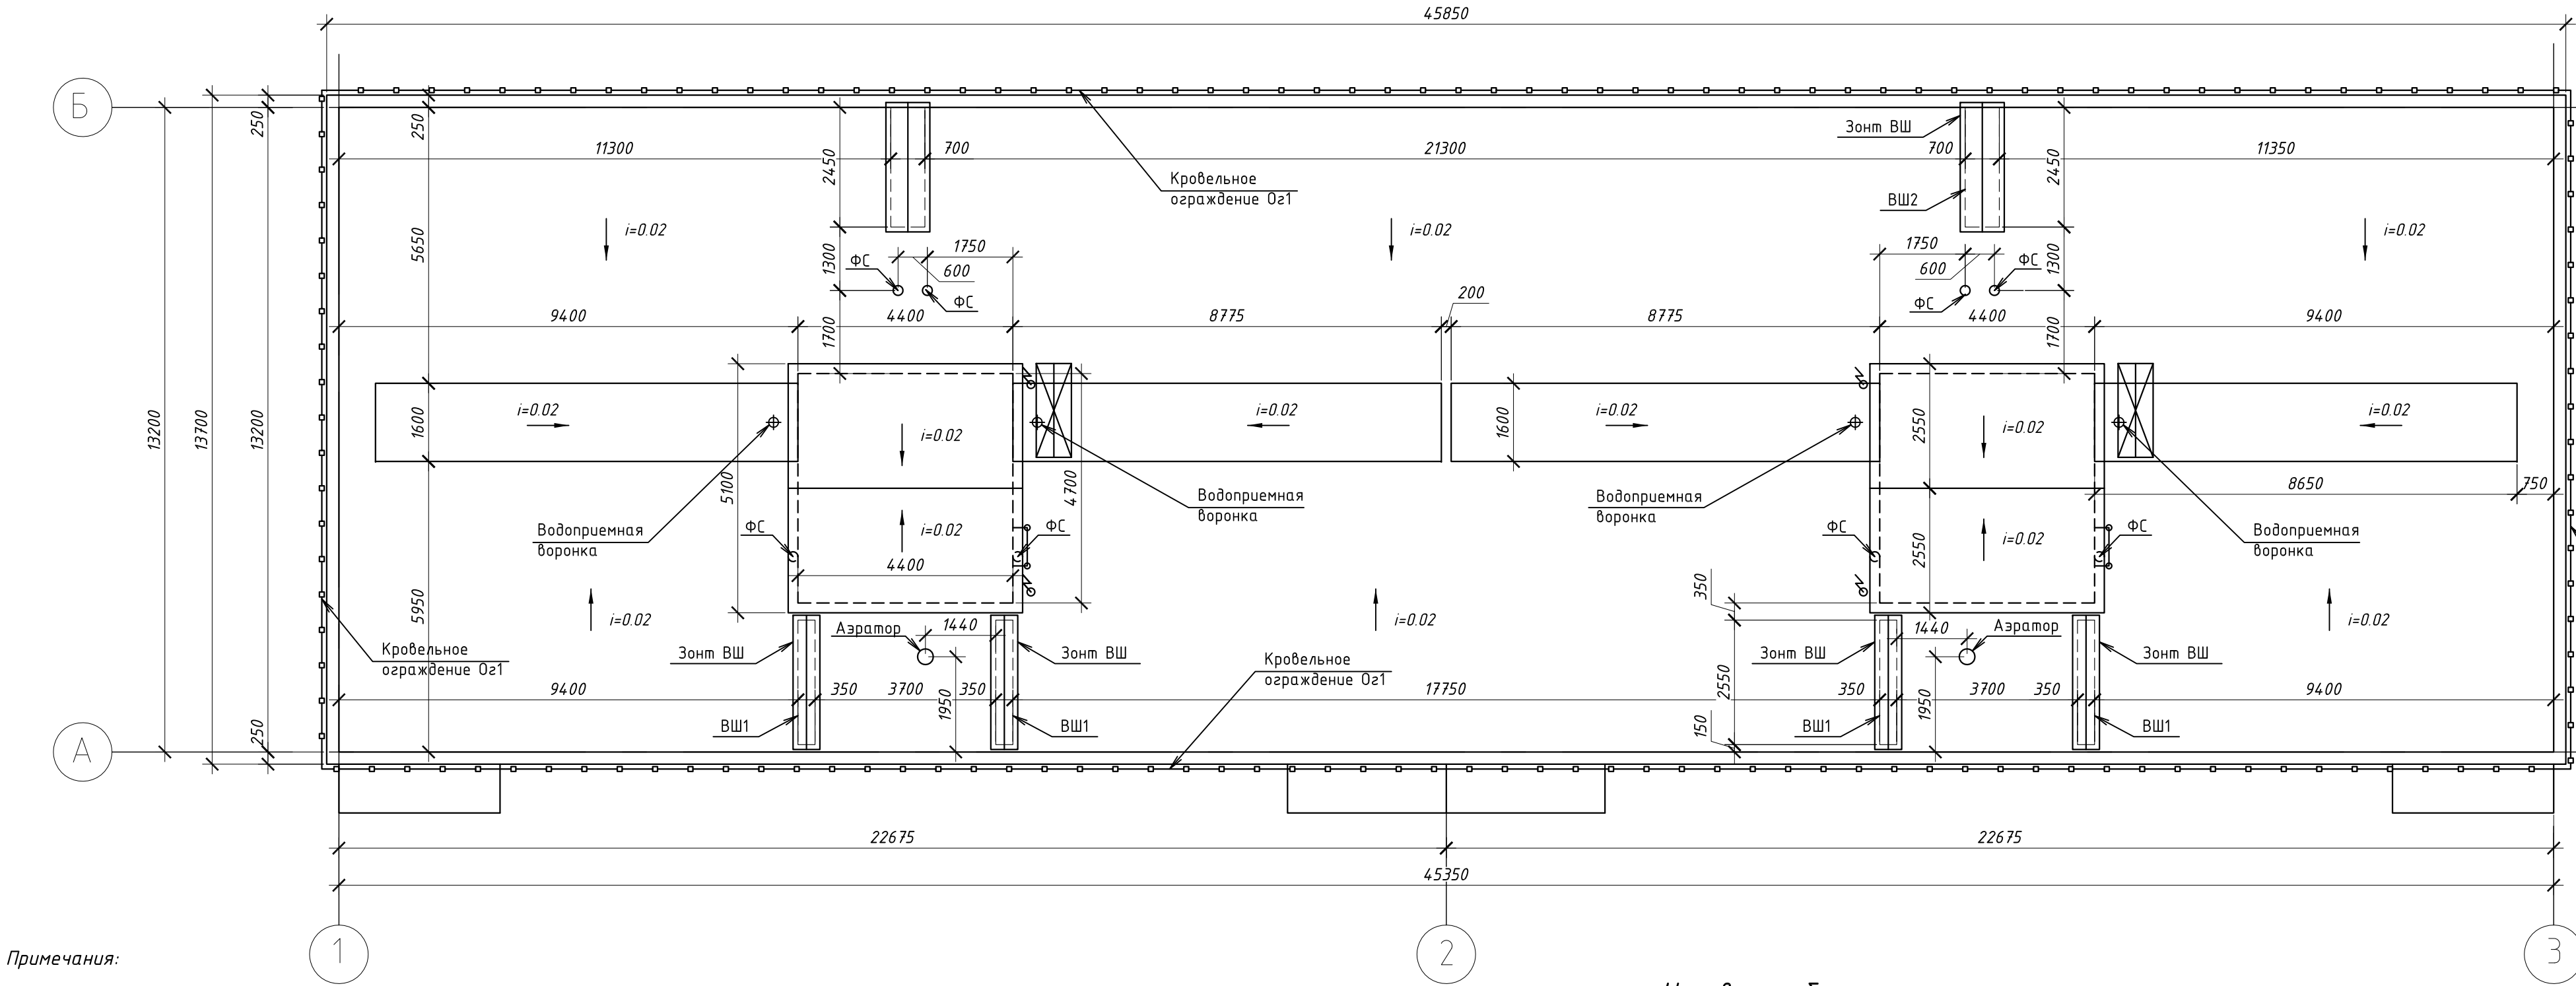 45850
Б
13200
13700
250
13200
250
250
5650
1600
5950
11300
700
21300
700
11350
2450
1300
1700
Зонт ВШ
ВШ2
2450
1300
1700
Кровельное
ограждение Ог1
i=0.02
i=0.02
i=0.02
1750
600
ФС
ФС
1750
600
ФС
ФС
9400
4400
8775
200
8775
4400
9400
i=0.02
i=0.02
i=0.02
i=0.02
1600
i=0.02
i=0.02
i=0.02
i=0.02
5100
4700
4400
2550
2550
8650
750
Водоприемная
воронка
Водоприемная
воронка
Водоприемная
воронка
Водоприемная
воронка
ФС
ФС
ФС
ФС
i=0.02
i=0.02
i=0.02
Кровельное
ограждение Ог1
Зонт ВШ
Аэратор
1440
Зонт ВШ
Кровельное
ограждение Ог1
350
2550
150
Зонт ВШ
1440
Аэратор
Зонт ВШ
9400
350
3700
350
17750
350
3700
350
9400
1950
1950
ВШ1
ВШ1
ВШ1
ВШ1
А
22675
22675
45350
1
2
3
Примечания: